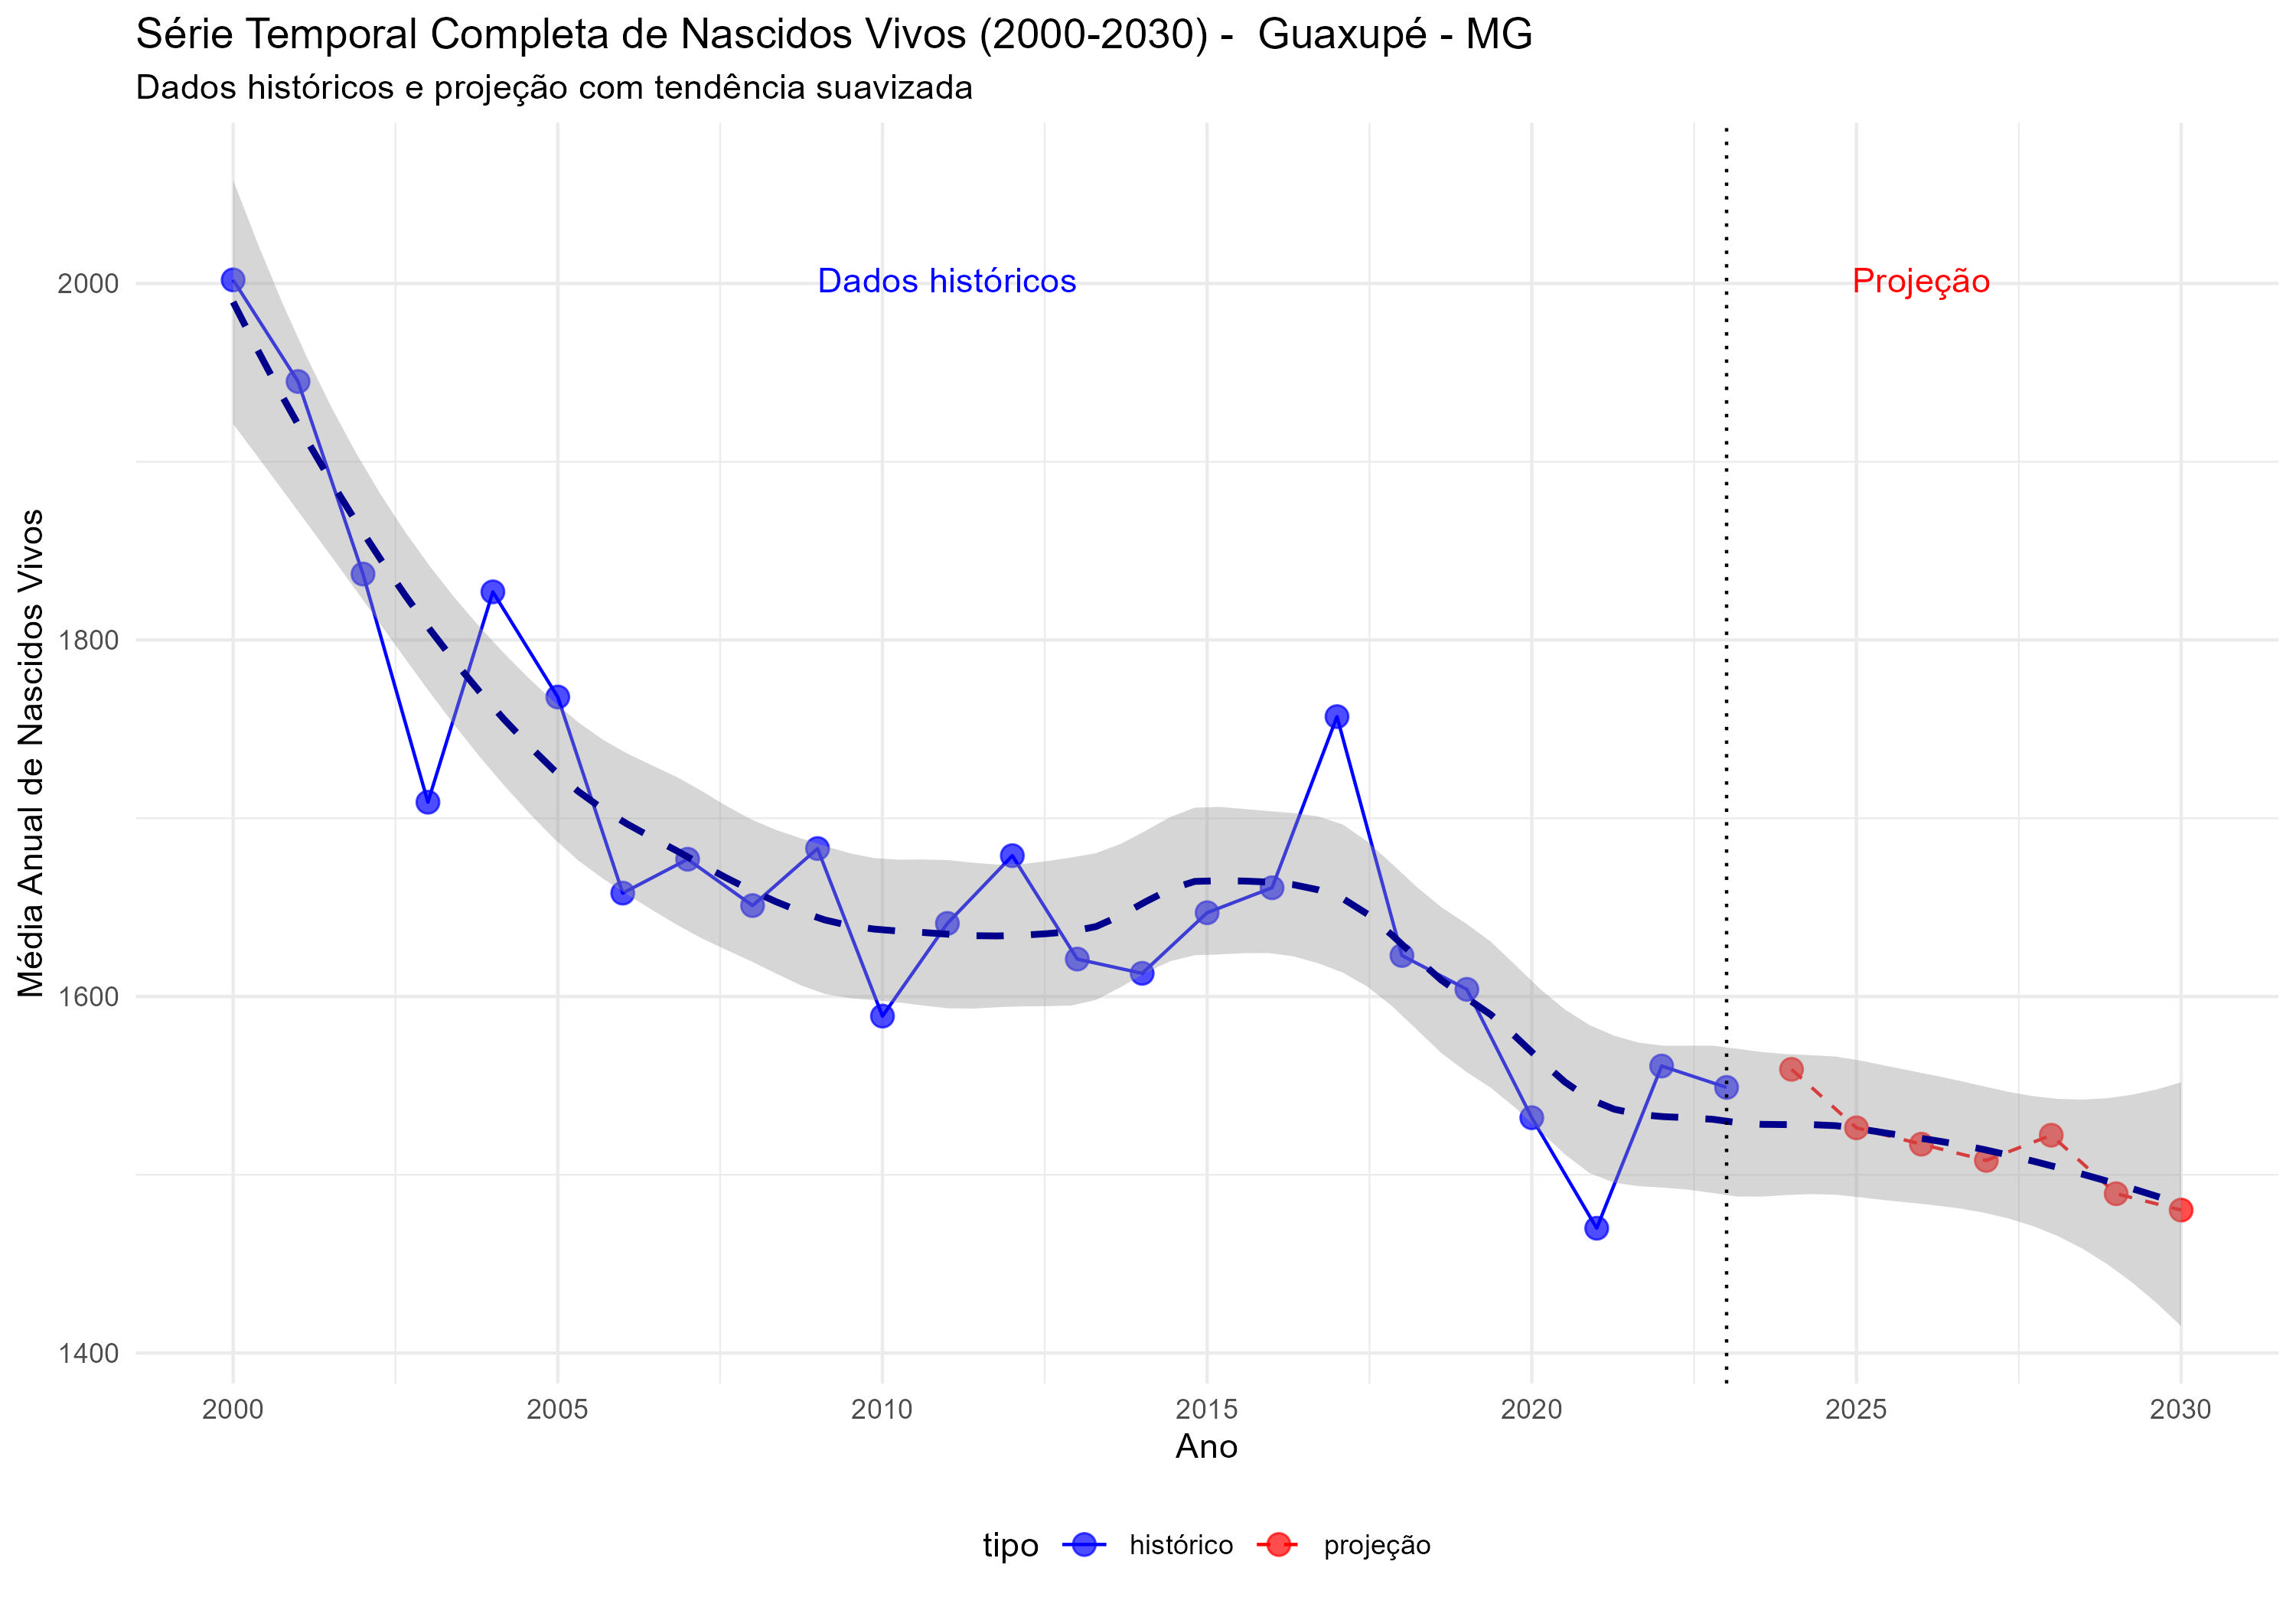 Série Temporal Completa de Nascidos Vivos (2000-2030) -  Guaxupé - MG
Dados históricos e projeção com tendência suavizada
Média Anual de Nascidos Vivos
2000
1800
1600
1400
Dados históricos
Projeção
2000 2005 2010 2015 2020 2025 2030
Ano
tipo histórico projeção